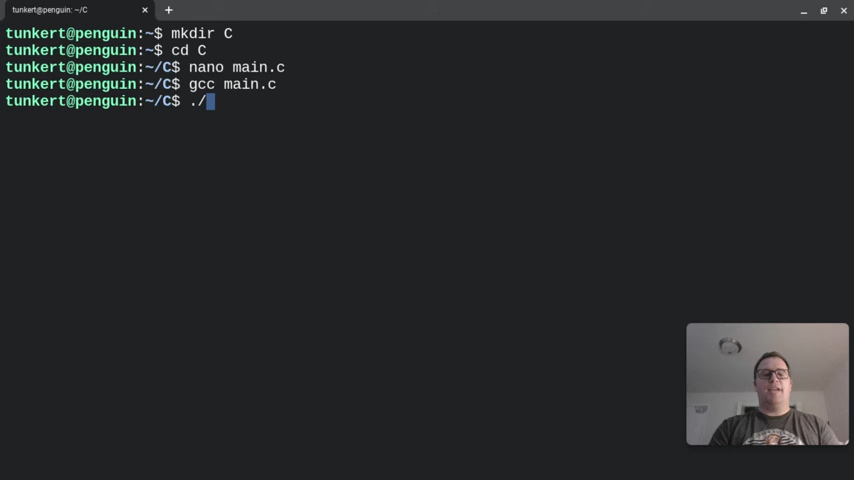 tunkert@penguin: ~/C
tunkert@penguin:~$ mkdir C
tunkert@penguin:~$ cd C
tunkert@penguin:~/C$ nano main.c
tunkert@penguin:~/C$ gcc main.c
tunkert@penguin:~/C$ ./